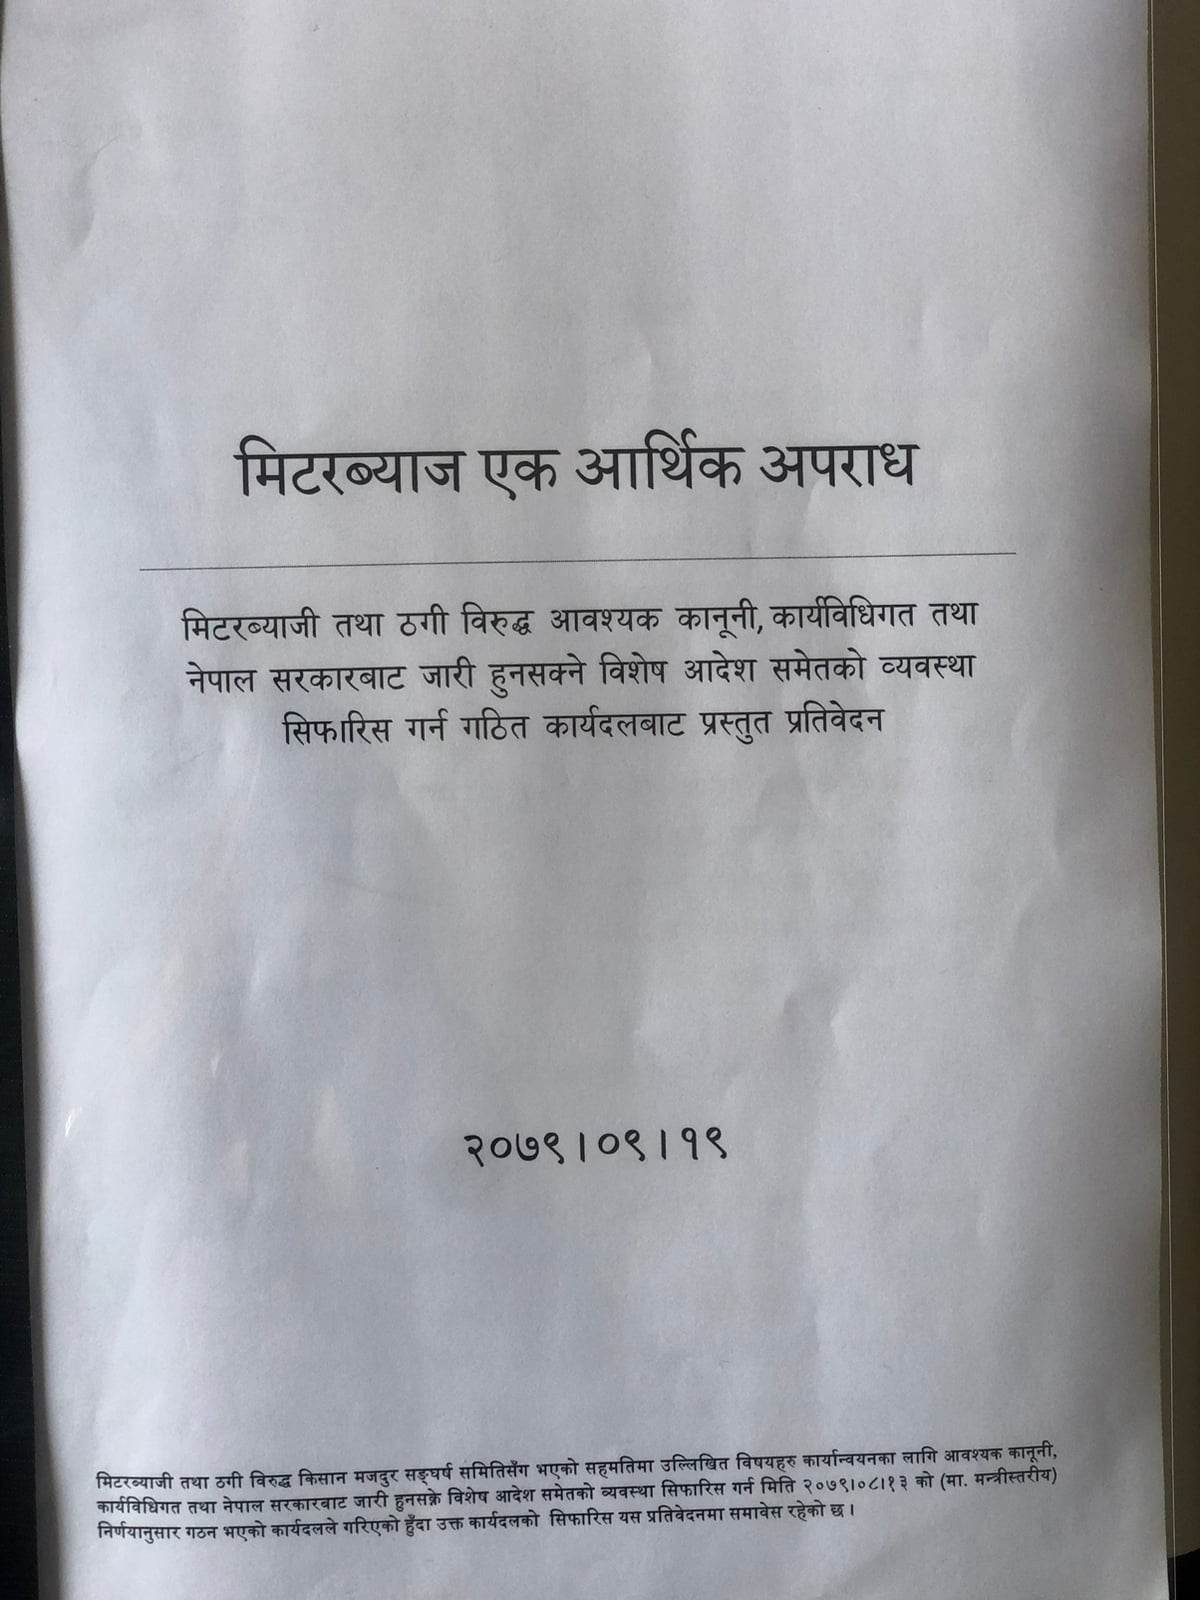 मिटरब्याज एक आर्थिक अपराध
मिटरब्याजी तथा ठगी विरुद्ध आवश्यक कानूनी, कार्यविधिगत तथा
नेपाल सरकारबाट जारी हुनसक्ने विशेष आदेश समेतको व्यवस्था
सिफारिस गर्न गठित कार्यदलबाट प्रस्तुत प्रतिवेदन
२०७९।०९।१९
मिटरब्याजी तथा ठगी विरुद्ध किसान मजदुर सङ्घर्ष समितिसँग भएको सहमतिमा उल्लिखित विषयहरु कार्यान्वयनका लागि आवश्यक कानूनी,
कार्यविधिगत तथा नेपाल सरकारबाट जारी हुनसक्ने विशेष आदेश समेतको व्यवस्था सिफारिस गर्न मिति २०७९।०८।१३ को (मा. मन्त्रीस्तरीय)
निर्णयानुसार गठन भएको कार्यदलले गरिएको हुँदा उक्त कार्यदलको सिफारिस यस प्रतिवेदनमा समावेस रहेको छ ।